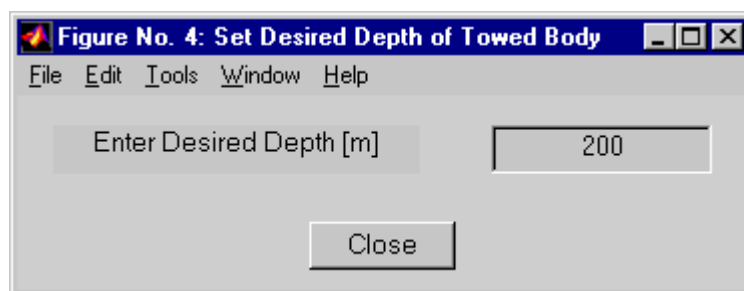 Figure No. 4: Set Desired Depth of Towed Body
File Edit Tools Window Help
Enter Desired Depth [m] 200
Close